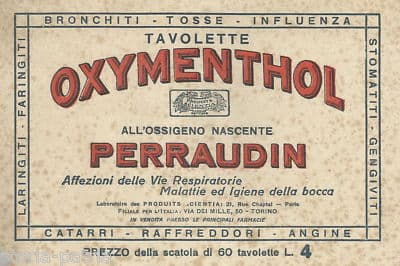 BRONCHITI - TOSSE - INFLUENZA
TAVOLETTE
OXYMENTHOL
ALL'OSSIGENO NASCENTE
PERRAUDIN
Affezioni delle Vie Respiratorie
Malattie ed Igiene della bocca
Laboratoire des PRODUITS SCIENTIA: 21, Rue Chaptal - Paris
FILIALE PER L'ITALIA: VIA DEI MILLE, 50 - TORINO
IN VENDITA PRESSO LE PRINCIPALI FARMACIE
LARINGITI - FARINGITI
STOMATITI - GENGIVITI
CATARRI - RAFFREDDORI - ANGINE
PREZZO della scatola di 60 tavolette L. 4